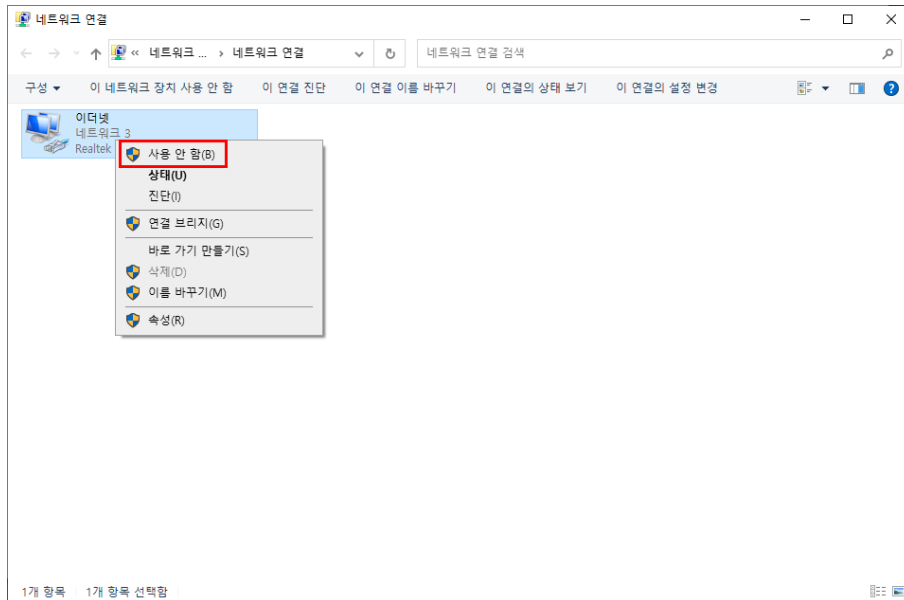 네트워크 연결
« 네트워크 ... › 네트워크 연결
네트워크 연결 검색
구성 이 네트워크 장치 사용 안 함 이 연결 진단 이 연결 이름 바꾸기 이 연결의 상태 보기 이 연결의 설정 변경
이더넷
네트워크 3
Realtek
사용 안 함(B)
상태(U)
진단(I)
연결 브리지(G)
바로 가기 만들기(S)
삭제(D)
이름 바꾸기(M)
속성(R)
1개 항목 1개 항목 선택함